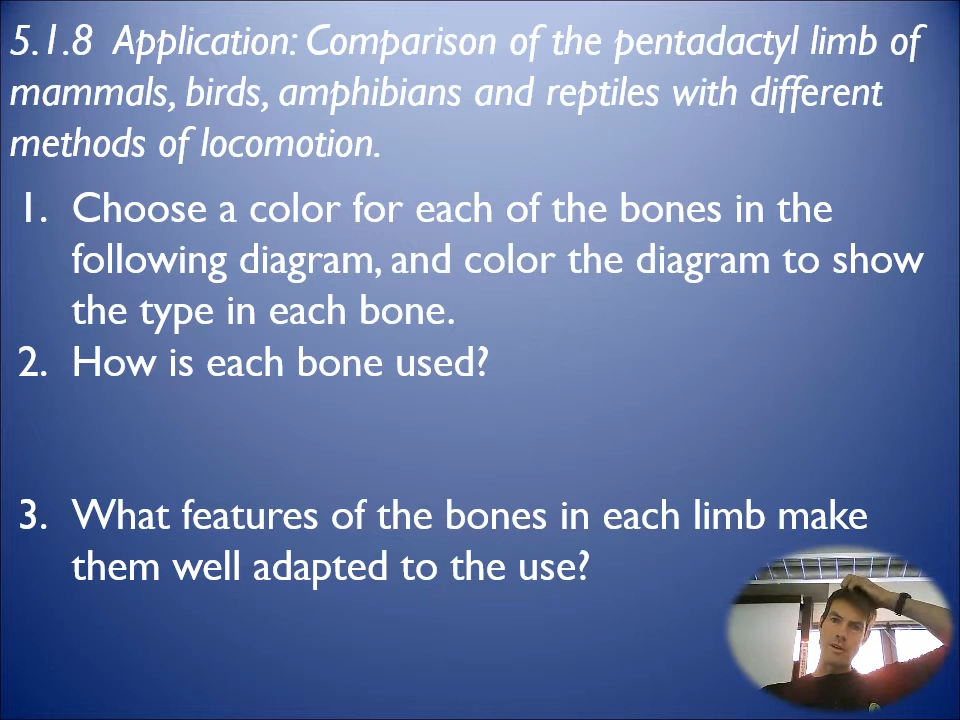 5.1.8 Application: Comparison of the pentadactyl limb of
mammals, birds, amphibians and reptiles with different
methods of locomotion.
1. Choose a color for each of the bones in the
following diagram, and color the diagram to show
the type in each bone.
2. How is each bone used?
3. What features of the bones in each limb make
them well adapted to the use?